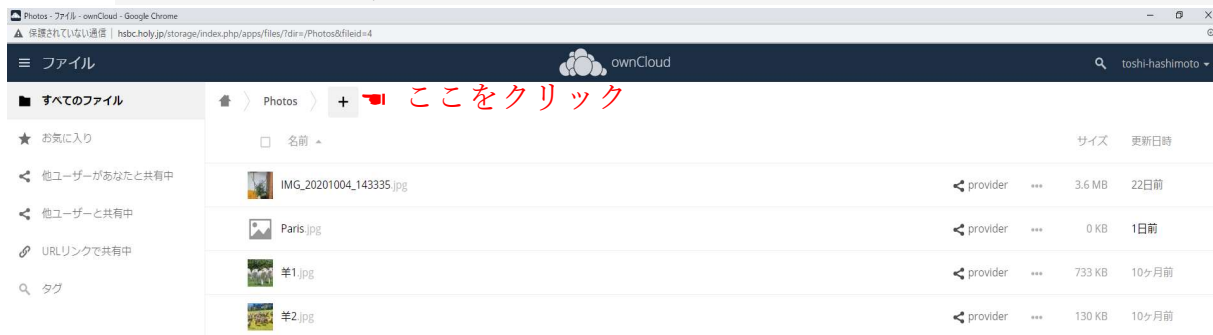 Photos - ファイル - ownCloud - Google Chrome
保護されていない通信 | hsbc.holy.jp/storage/index.php/apps/files/?dir=/Photos&fileid=4
ファイル
ownCloud
toshi-hashimoto
すべてのファイル
Photos
+
ここをクリック
お気に入り
名前
サイズ
更新日時
他ユーザーがあなたと共有中
IMG_20201004_143335.jpg
provider
3.6 MB
22日前
他ユーザーと共有中
Paris.jpg
provider
0 KB
1日前
URLリンクで共有中
羊1.jpg
provider
733 KB
10ヶ月前
タグ
羊2.jpg
provider
130 KB
10ヶ月前